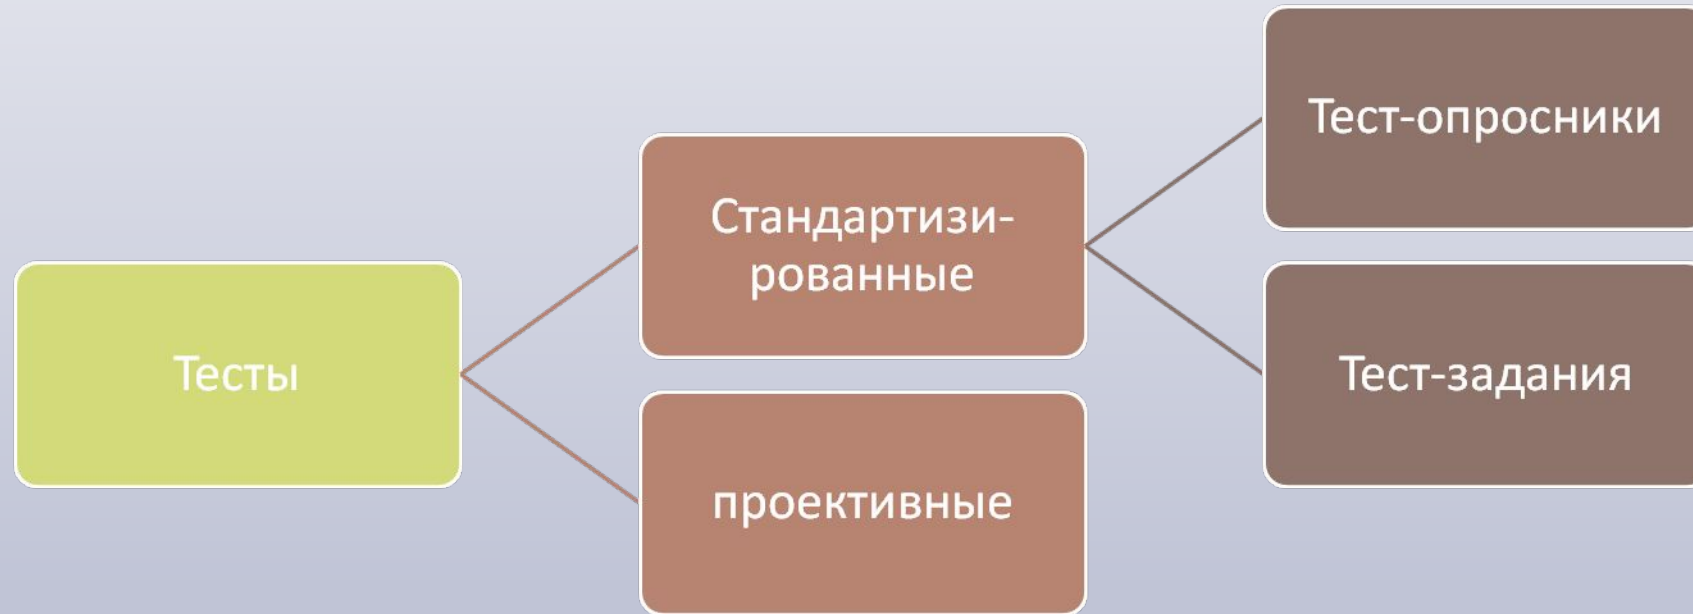 Тесты
Стандартизи-
рованные
проективные
Тест-опросники
Тест-задания